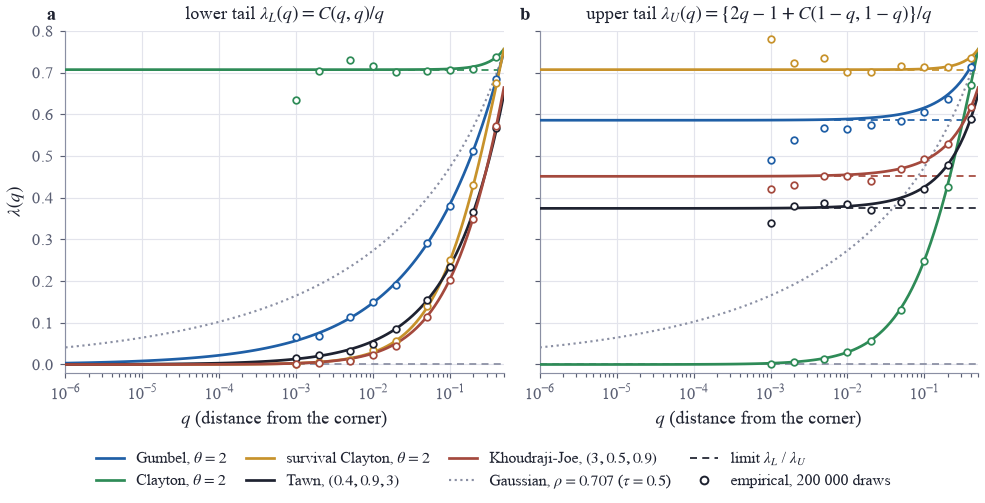 a lower tail λ_L(q) = C(q, q)/q
b upper tail λ_U(q) = {2q − 1 + C(1 − q, 1 − q)}/q
λ(q)
0.8
0.7
0.6
0.5
0.4
0.3
0.2
0.1
0.0
10⁻⁶ 10⁻⁵ 10⁻⁴ 10⁻³ 10⁻² 10⁻¹
10⁻⁶ 10⁻⁵ 10⁻⁴ 10⁻³ 10⁻² 10⁻¹
q (distance from the corner)
q (distance from the corner)
Gumbel, θ = 2
Clayton, θ = 2
survival Clayton, θ = 2
Tawn, (0.4, 0.9, 3)
Khoudraji-Joe, (3, 0.5, 0.9)
Gaussian, ρ = 0.707 (τ = 0.5)
limit λ_L / λ_U
empirical, 200 000 draws